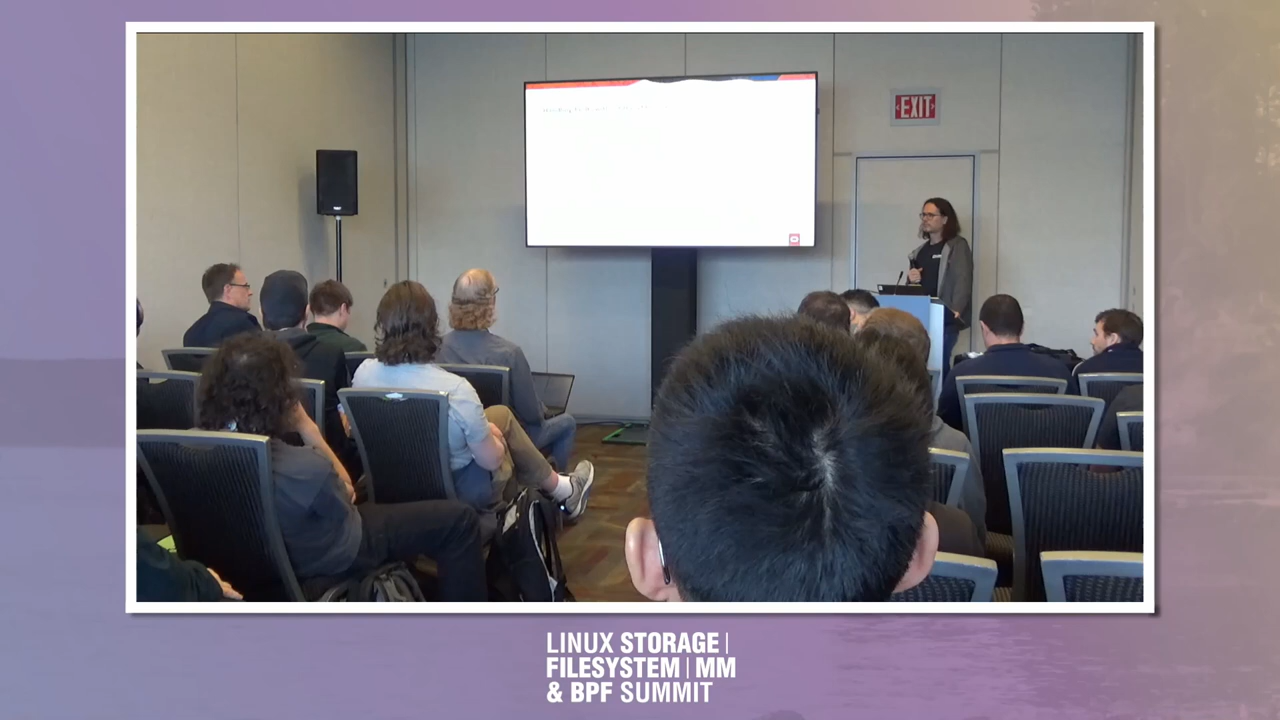 EXIT
LINUX STORAGE |
FILESYSTEM | MM
& BPF SUMMIT